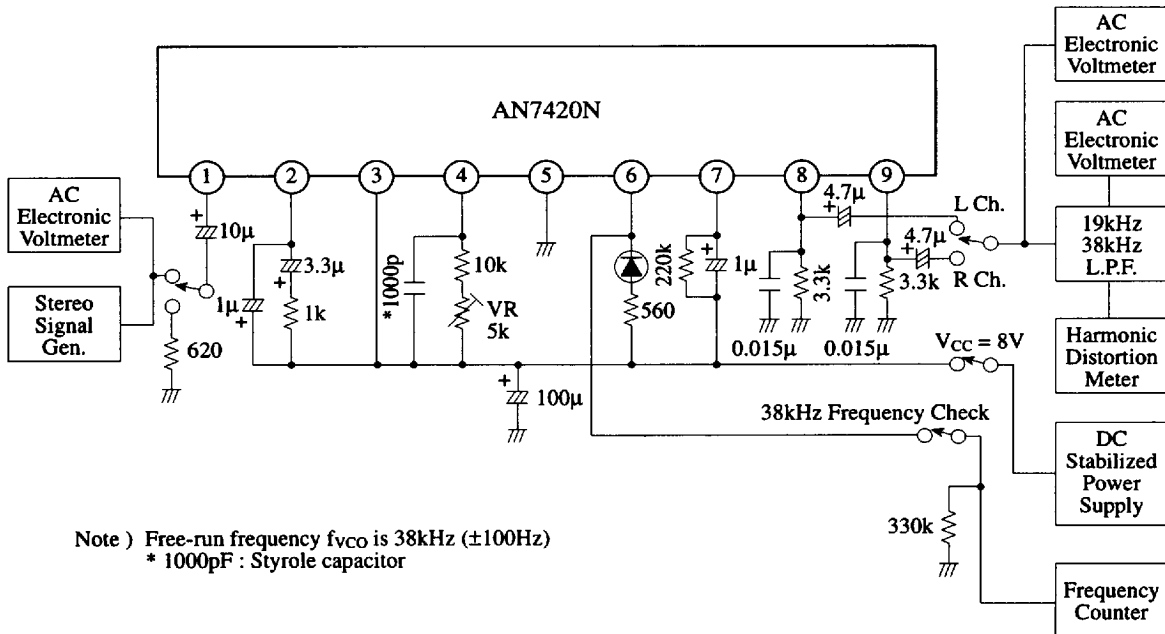 AN7420N
1
2
3
4
5
6
7
8
9
AC
Electronic
Voltmeter
Stereo
Signal
Gen.
10μ
620
1μ
3.3μ
1k
*1000p
10k
VR
5k
100μ
560
220k
1μ
4.7μ
3.3k
0.015μ
4.7μ
3.3k
0.015μ
L Ch.
R Ch.
VCC = 8V
38kHz Frequency Check
330k
AC
Electronic
Voltmeter
AC
Electronic
Voltmeter
19kHz
38kHz
L.P.F.
Harmonic
Distortion
Meter
DC
Stabilized
Power
Supply
Frequency
Counter
Note ) Free-run frequency fVCO is 38kHz (±100Hz)
* 1000pF : Styrole capacitor